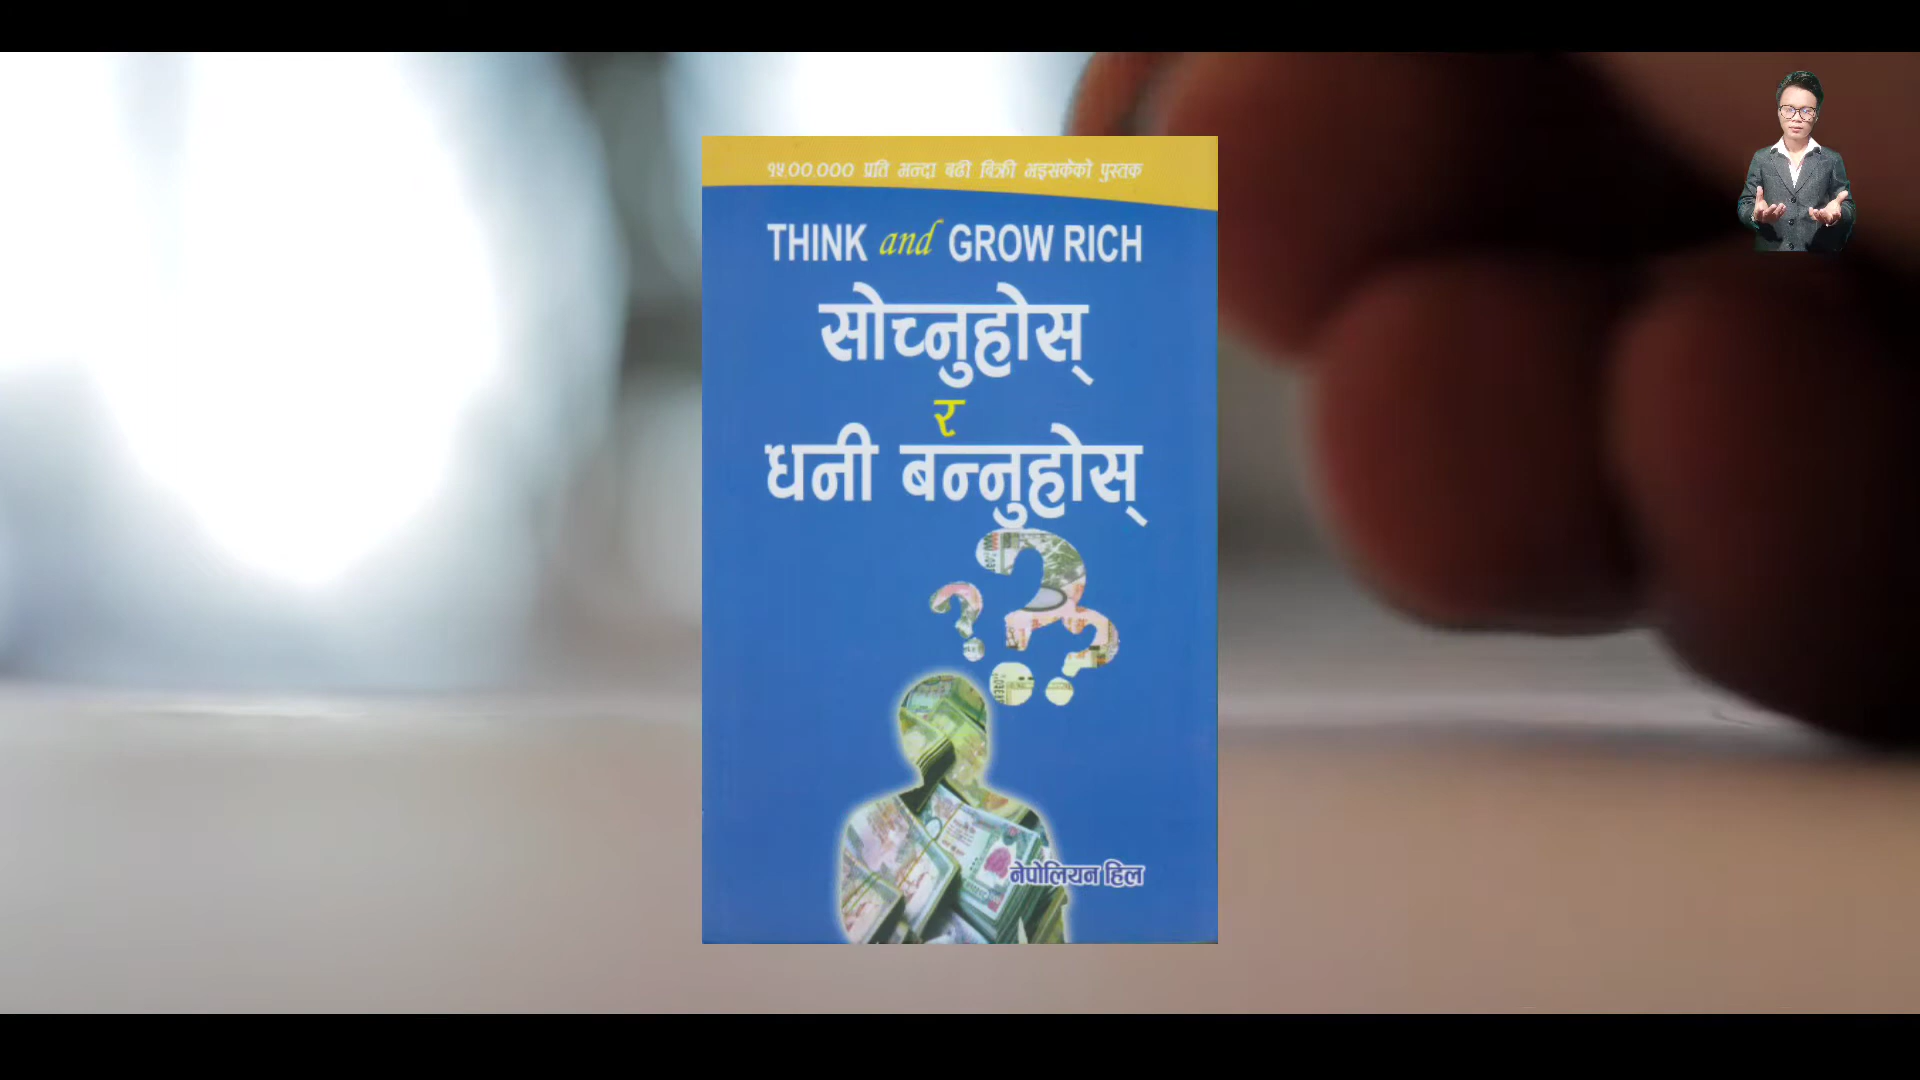 १५,००,००० प्रति भन्दा बढी बिक्री भइसकेको पुस्तक
THINK and GROW RICH
सोच्नुहोस्
र
धनी बन्नुहोस्
नेपोलियन हिल